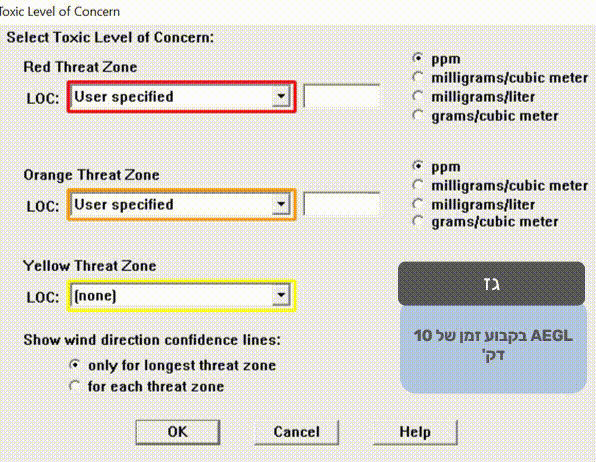 Toxic Level of Concern
Select Toxic Level of Concern:
Red Threat Zone
LOC: User specified
ppm
milligrams/cubic meter
milligrams/liter
grams/cubic meter
Orange Threat Zone
LOC: User specified
ppm
milligrams/cubic meter
milligrams/liter
grams/cubic meter
Yellow Threat Zone
LOC: (none)
גז
AEGL בקבוע זמן של 10
דק'
Show wind direction confidence lines:
only for longest threat zone
for each threat zone
OK Cancel Help